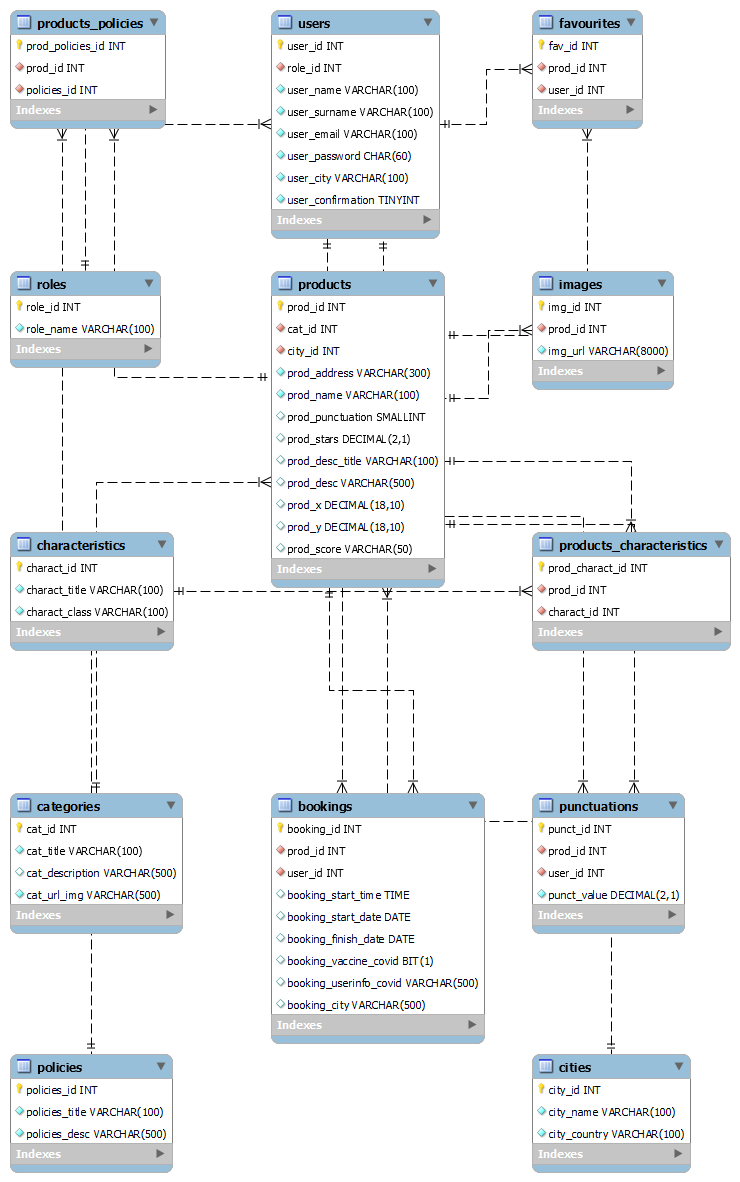 products_policies
prod_policies_id INT
prod_id INT
policies_id INT
Indexes
users
user_id INT
role_id INT
user_name VARCHAR(100)
user_surname VARCHAR(100)
user_email VARCHAR(100)
user_password CHAR(60)
user_city VARCHAR(100)
user_confirmation TINYINT
Indexes
favourites
fav_id INT
prod_id INT
user_id INT
Indexes
roles
role_id INT
role_name VARCHAR(100)
Indexes
products
prod_id INT
cat_id INT
city_id INT
prod_address VARCHAR(300)
prod_name VARCHAR(100)
prod_punctuation SMALLINT
prod_stars DECIMAL(2,1)
prod_desc_title VARCHAR(100)
prod_desc VARCHAR(500)
prod_x DECIMAL(18,10)
prod_y DECIMAL(18,10)
prod_score VARCHAR(50)
Indexes
images
img_id INT
prod_id INT
img_url VARCHAR(8000)
Indexes
characteristics
charact_id INT
charact_title VARCHAR(100)
charact_class VARCHAR(100)
Indexes
products_characteristics
prod_charact_id INT
prod_id INT
charact_id INT
Indexes
categories
cat_id INT
cat_title VARCHAR(100)
cat_description VARCHAR(500)
cat_url_img VARCHAR(500)
Indexes
bookings
booking_id INT
prod_id INT
user_id INT
booking_start_time TIME
booking_start_date DATE
booking_finish_date DATE
booking_vaccine_covid BIT(1)
booking_userinfo_covid VARCHAR(500)
booking_city VARCHAR(500)
Indexes
punctuations
punct_id INT
prod_id INT
user_id INT
punct_value DECIMAL(2,1)
Indexes
policies
policies_id INT
policies_title VARCHAR(100)
policies_desc VARCHAR(500)
Indexes
cities
city_id INT
city_name VARCHAR(100)
city_country VARCHAR(100)
Indexes